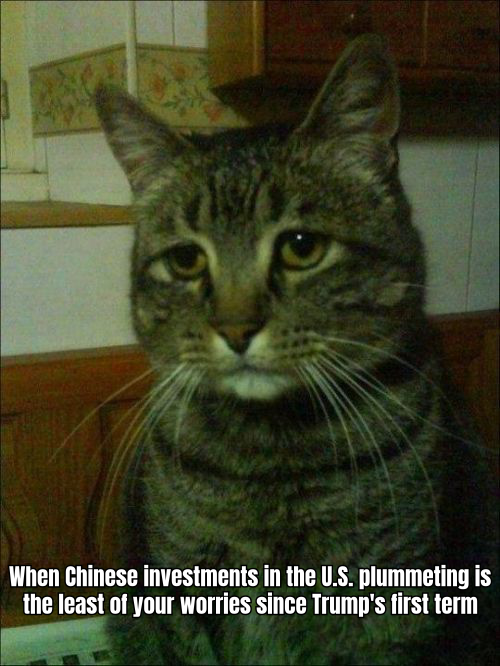 When Chinese investments in the U.S. plummeting is
the least of your worries since Trump's first term